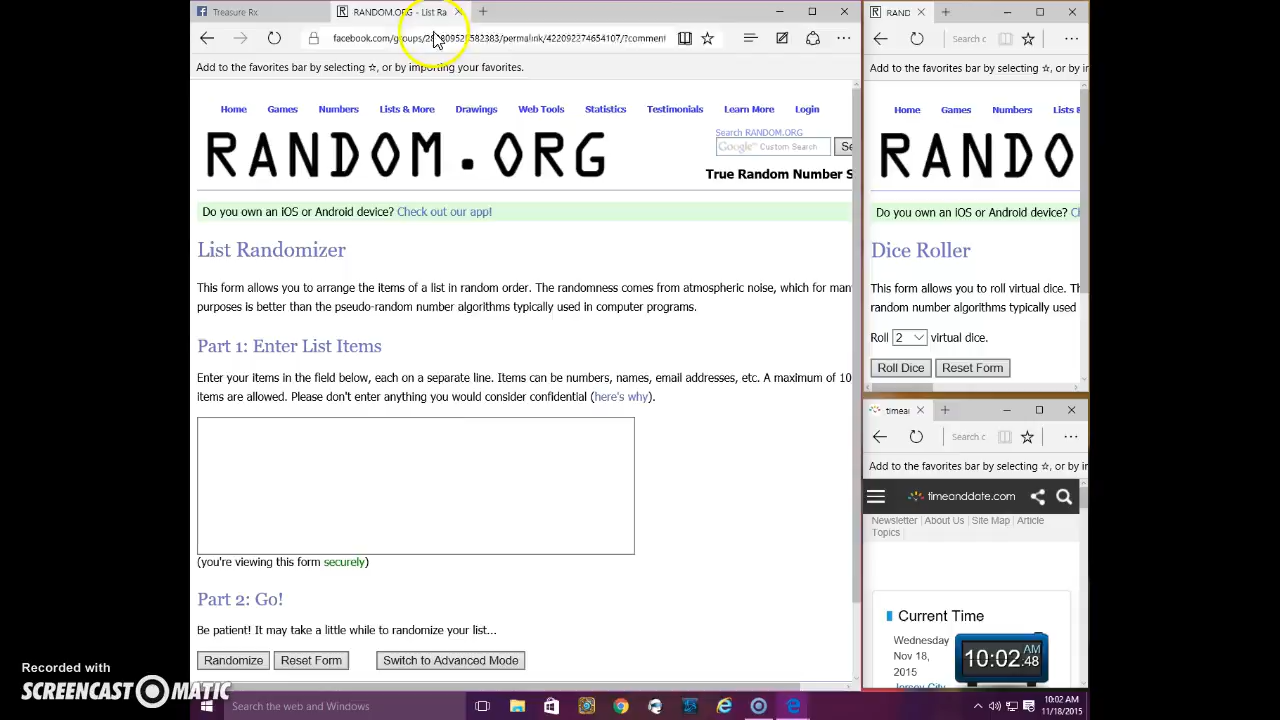 Treasure Rx
RANDOM.ORG - List Ra
Add to the favorites bar by selecting ☆, or by importing your favorites.
Home Games Numbers Lists & More Drawings Web Tools Statistics Testimonials Learn More Login
RANDOM.ORG
Search RANDOM.ORG
Google™ Custom Search Se
True Random Number S
Do you own an iOS or Android device? Check out our app!
List Randomizer
This form allows you to arrange the items of a list in random order. The randomness comes from atmospheric noise, which for man
purposes is better than the pseudo-random number algorithms typically used in computer programs.
Part 1: Enter List Items
Enter your items in the field below, each on a separate line. Items can be numbers, names, email addresses, etc. A maximum of 10
items are allowed. Please don't enter anything you would consider confidential (here's why).
(you're viewing this form securely)
Part 2: Go!
Be patient! It may take a little while to randomize your list...
Randomize Reset Form Switch to Advanced Mode
RAND
Search c
Add to the favorites bar by selecting ☆, or by i
Home Games Numbers Lists &
RANDO
Do you own an iOS or Android device?
Dice Roller
This form allows you to roll virtual dice.
random number algorithms typically used
Roll 2 virtual dice.
Roll Dice Reset Form
timea
Search c
Add to the favorites bar by selecting ☆, or by i
timeanddate.com
Newsletter | About Us | Site Map | Article
Topics
Current Time
Wednesday
Nov 18,
2015
Jersey City
10:02:48 AM
Recorded with
SCREENCAST-O-MATIC
Search the web and Windows
10:02 AM
11/18/2015